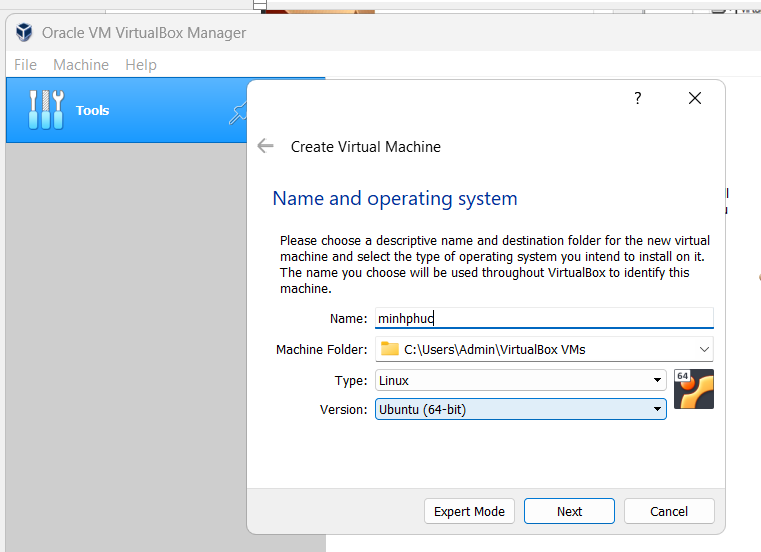 Oracle VM VirtualBox Manager
File Machine Help
Tools
?
Create Virtual Machine
Name and operating system
Please choose a descriptive name and destination folder for the new virtual
machine and select the type of operating system you intend to install on it.
The name you choose will be used throughout VirtualBox to identify this
machine.
Name: minhphuc
Machine Folder: C:\Users\Admin\VirtualBox VMs
Type: Linux
64
Version: Ubuntu (64-bit)
Expert Mode Next Cancel